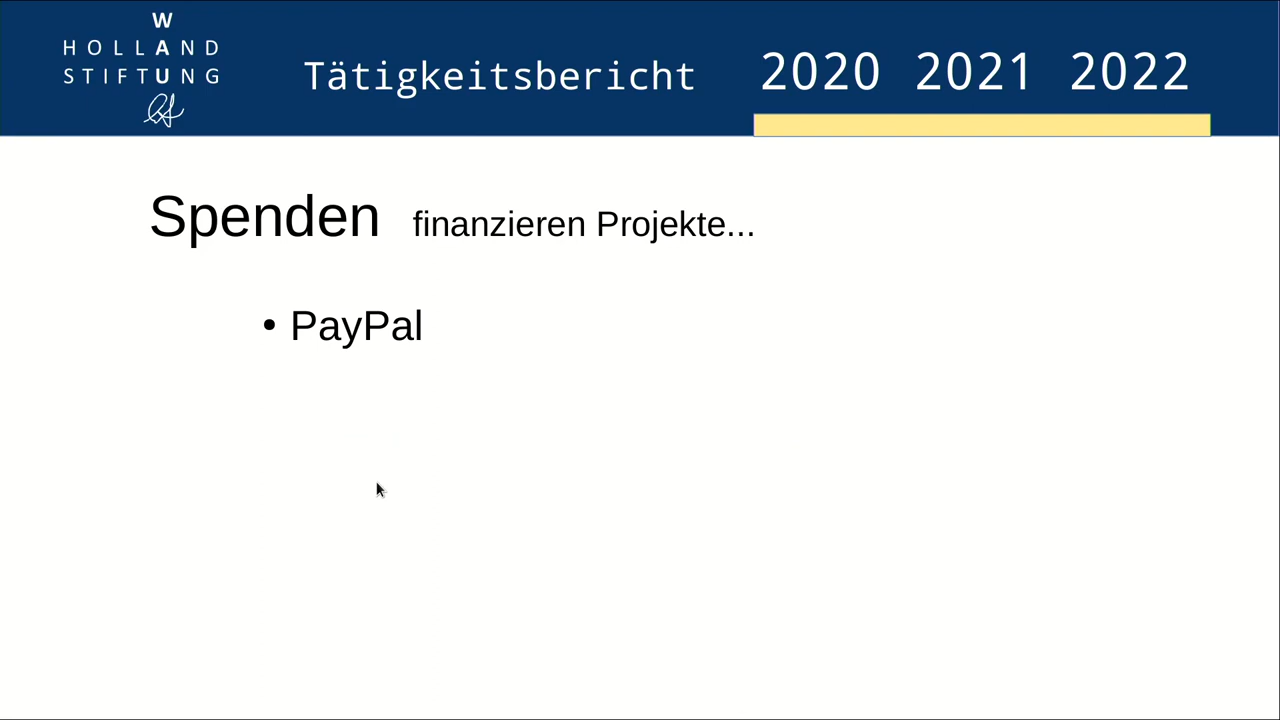 W
HOLLAND
STIFTUNG
Tätigkeitsbericht
2020 2021 2022
Spenden finanzieren Projekte...
• PayPal